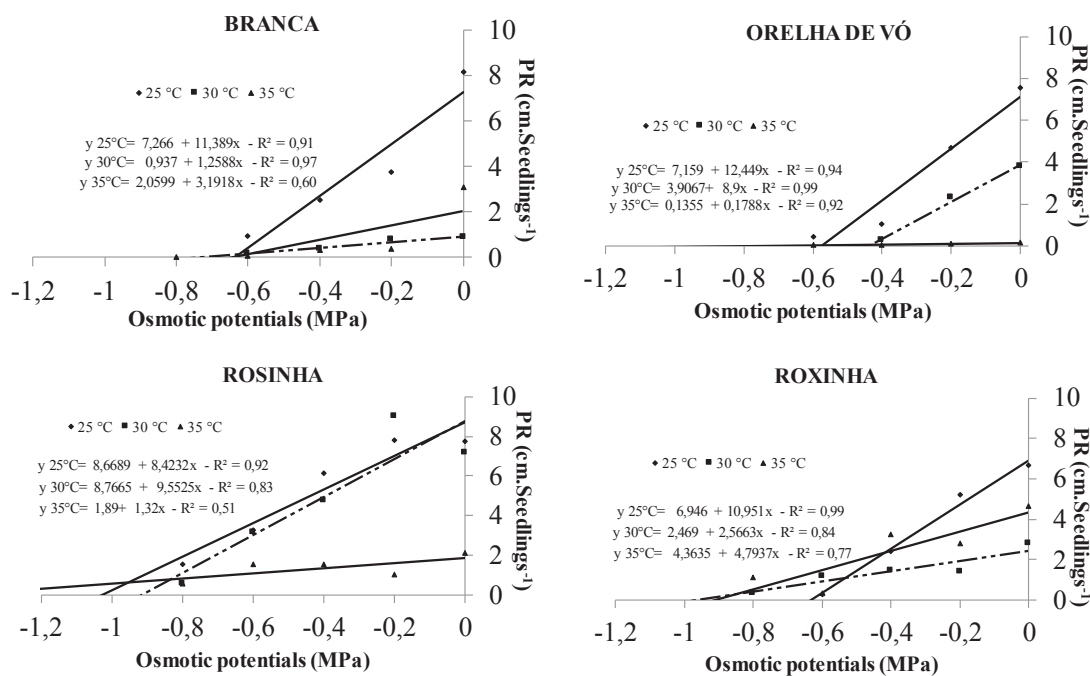 BRANCA
10
8
6
4
2
0
PR (cm.Seedlings⁻¹)
25 °C 30 °C 35 °C
y 25°C= 7,266 + 11,389x - R² = 0,91
y 30°C= 0,937 + 1,2588x - R² = 0,97
y 35°C= 2,0599 + 3,1918x - R² = 0,60
-1,2 -1 -0,8 -0,6 -0,4 -0,2 0
Osmotic potentials (MPa)
ORELHA DE VÓ
10
8
6
4
2
0
PR (cm.Seedlings⁻¹)
25 °C 30 °C 35 °C
y 25°C= 7,159 + 12,449x - R² = 0,94
y 30°C= 3,9067+ 8,9x - R² = 0,99
y 35°C= 0,1355 + 0,1788x - R² = 0,92
-1,2 -1 -0,8 -0,6 -0,4 -0,2 0
Osmotic potentials (MPa)
ROSINHA
10
8
6
4
2
0
PR (cm.Seedlings⁻¹)
25 °C 30 °C 35 °C
y 25°C= 8,6689 + 8,4232x - R² = 0,92
y 30°C= 8,7665 + 9,5525x - R² = 0,83
y 35°C= 1,89+ 1,32x - R² = 0,51
-1,2 -1 -0,8 -0,6 -0,4 -0,2 0
Osmotic potentials (MPa)
ROXINHA
10
8
6
4
2
0
PR (cm.Seedlings⁻¹)
25 °C 30 °C 35 °C
y 25°C= 6,946 + 10,951x - R² = 0,99
y 30°C= 2,469 + 2,5663x - R² = 0,84
y 35°C= 4,3635 + 4,7937x - R² = 0,77
-1,2 -1 -0,8 -0,6 -0,4 -0,2 0
Osmotic potentials (MPa)